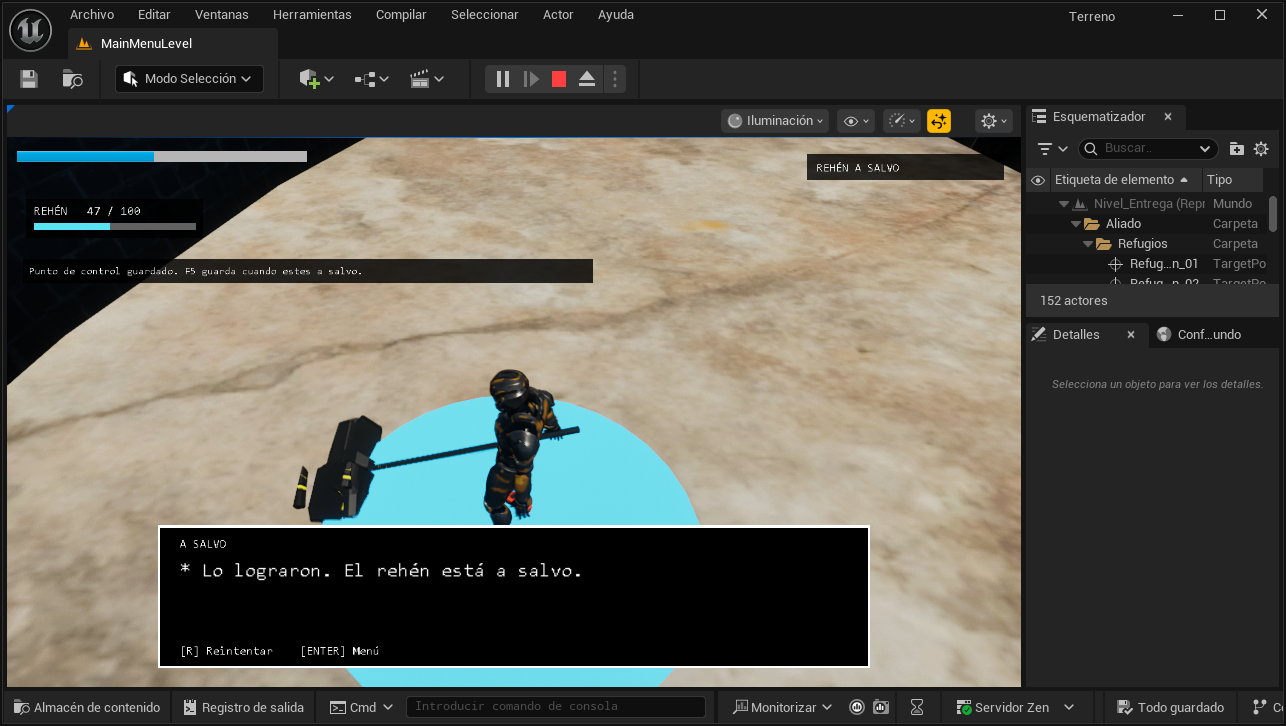 Archivo Editar Ventanas Herramientas Compilar Seleccionar Actor Ayuda Terreno
MainMenuLevel
Modo Selección
Iluminación
Esquematizador
Buscar..
REHÉN A SALVO
Etiqueta de elemento Tipo
Nivel_Entrega (Repr Mundo
REHÉN 47 / 100
Aliado Carpeta
Refugios Carpeta
Refug...n_01 TargetPo
Punto de control guardado. F5 guarda cuando estes a salvo.
Refug...n_02 TargetPo
152 actores
Detalles Conf...undo
Selecciona un objeto para ver los detalles.
A SALVO
* Lo lograron. El rehén está a salvo.
[R] Reintentar [ENTER] Menú
Almacén de contenido Registro de salida Cmd Introducir comando de consola Monitorizar Servidor Zen Todo guardado